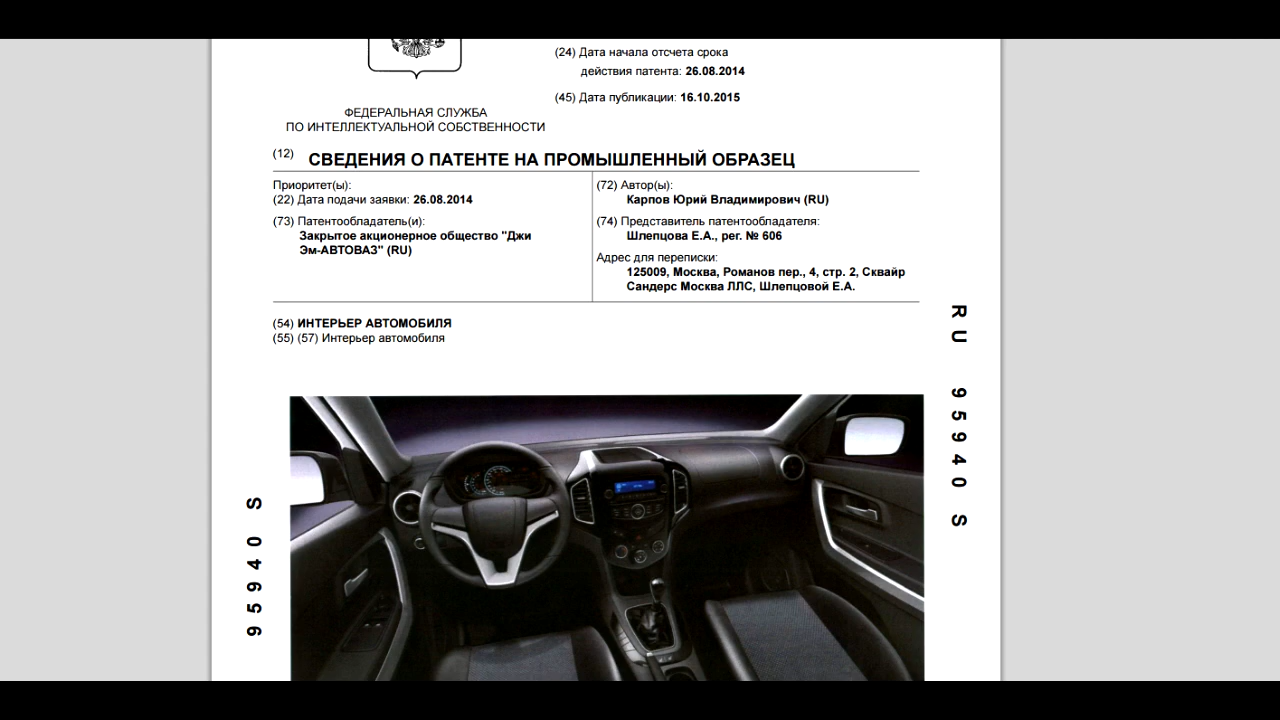 (24) Дата начала отсчета срока
действия патента: 26.08.2014
(45) Дата публикации: 16.10.2015
ФЕДЕРАЛЬНАЯ СЛУЖБА
ПО ИНТЕЛЛЕКТУАЛЬНОЙ СОБСТВЕННОСТИ
(12) СВЕДЕНИЯ О ПАТЕНТЕ НА ПРОМЫШЛЕННЫЙ ОБРАЗЕЦ
Приоритет(ы):
(22) Дата подачи заявки: 26.08.2014
(73) Патентообладатель(и):
Закрытое акционерное общество "Джи
Эм-АВТОВАЗ" (RU)
(72) Автор(ы):
Карпов Юрий Владимирович (RU)
(74) Представитель патентообладателя:
Шлепцова Е.А., рег. № 606
Адрес для переписки:
125009, Москва, Романов пер., 4, стр. 2, Сквайр
Сандерс Москва ЛЛС, Шлепцовой Е.А.
(54) ИНТЕРЬЕР АВТОМОБИЛЯ
(55) (57) Интерьер автомобиля
RU 95940 S
95940 S